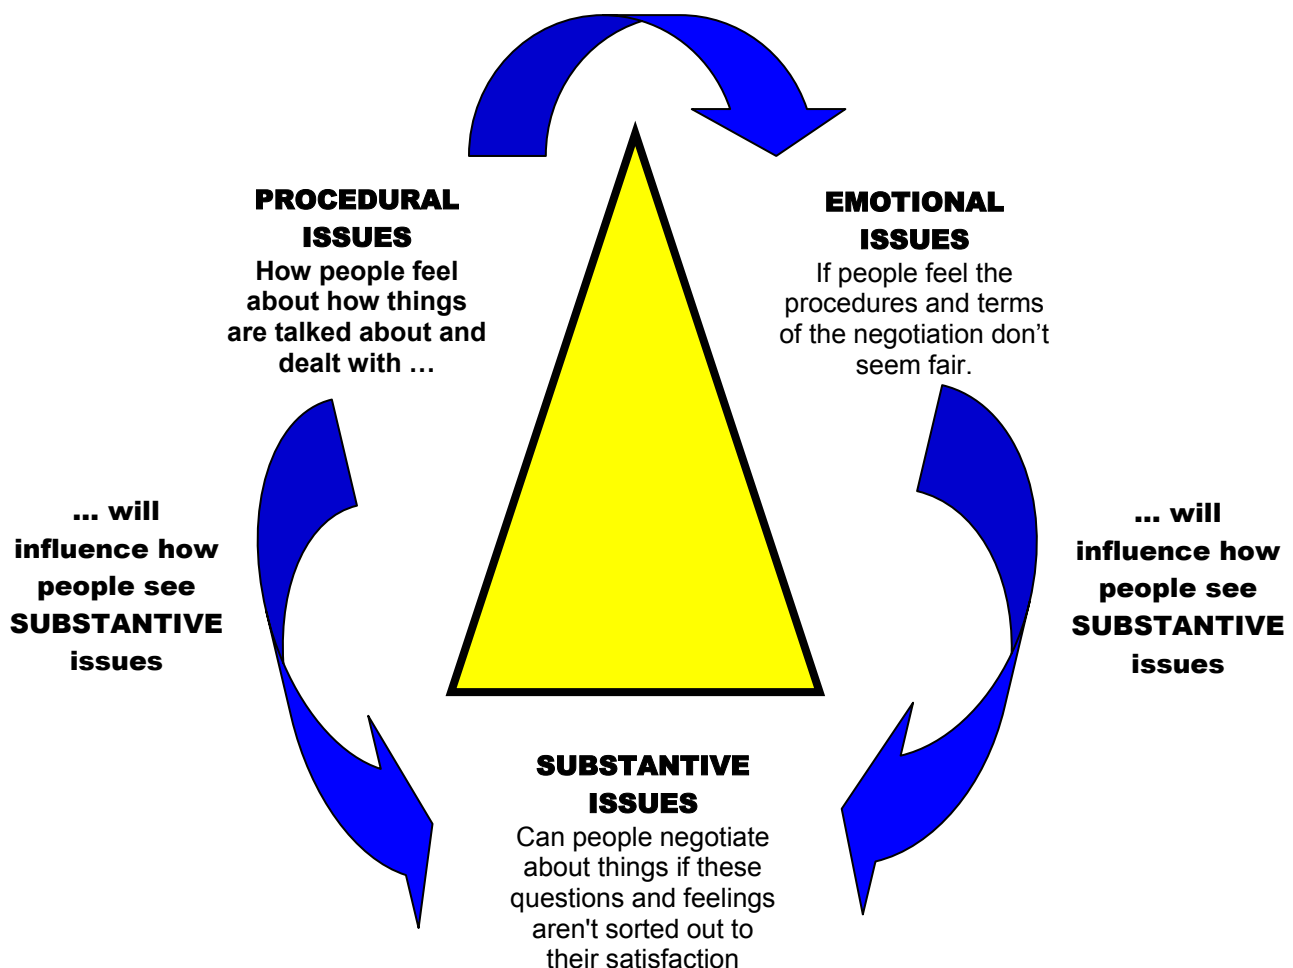 PROCEDURAL
ISSUES
How people feel
about how things
are talked about and
dealt with …
EMOTIONAL
ISSUES
If people feel the
procedures and terms
of the negotiation don’t
seem fair.
... will
influence how
people see
SUBSTANTIVE
issues
... will
influence how
people see
SUBSTANTIVE
issues
SUBSTANTIVE
ISSUES
Can people negotiate
about things if these
questions and feelings
aren't sorted out to
their satisfaction